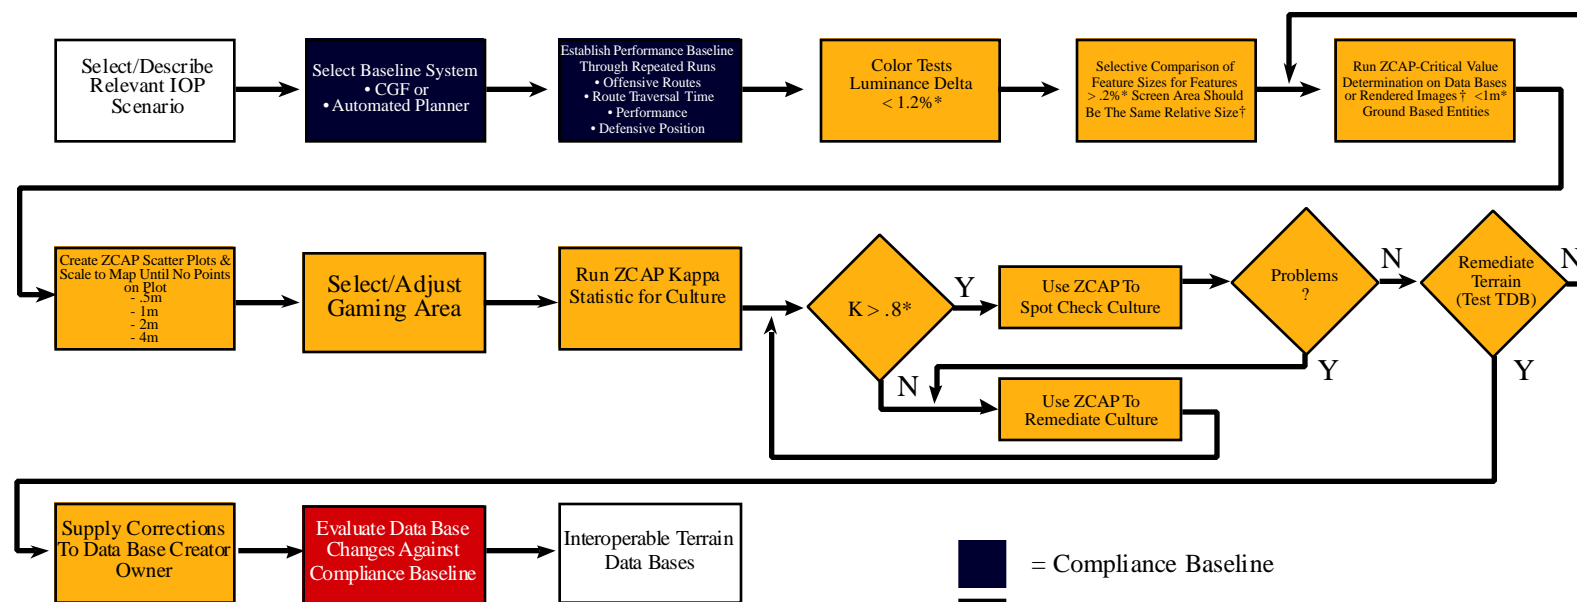 Select/Describe
Relevant IOP
Scenario
Select Baseline System
• CGF or
• Automated Planner
Establish Performance Baseline
Through Repeated Runs
• Offensive Routes
• Route Traversal Time
• Performance
• Defensive Position
Color Tests
Luminance Delta
< 1.2%*
Selective Comparison of
Feature Sizes for Features
> .2%* Screen Area Should
Be The Same Relative Size†
Run ZCAP-Critical Value
Determination on Data Bases
or Rendered Images† <1m*
Ground Based Entities
Create ZCAP Scatter Plots &
Scale to Map Until No Points
on Plot
- .5m
- 1m
- 2m
- 4m
Select/Adjust
Gaming Area
Run ZCAP Kappa
Statistic for Culture
K > .8*
Y
N
Use ZCAP To
Spot Check Culture
Use ZCAP To
Remediate Culture
Problems
?
N
Y
Remediate
Terrain
(Test TDB)
N
Y
Supply Corrections
To Data Base Creator
Owner
Evaluate Data Base
Changes Against
Compliance Baseline
Interoperable Terrain
Data Bases
= Compliance Baseline